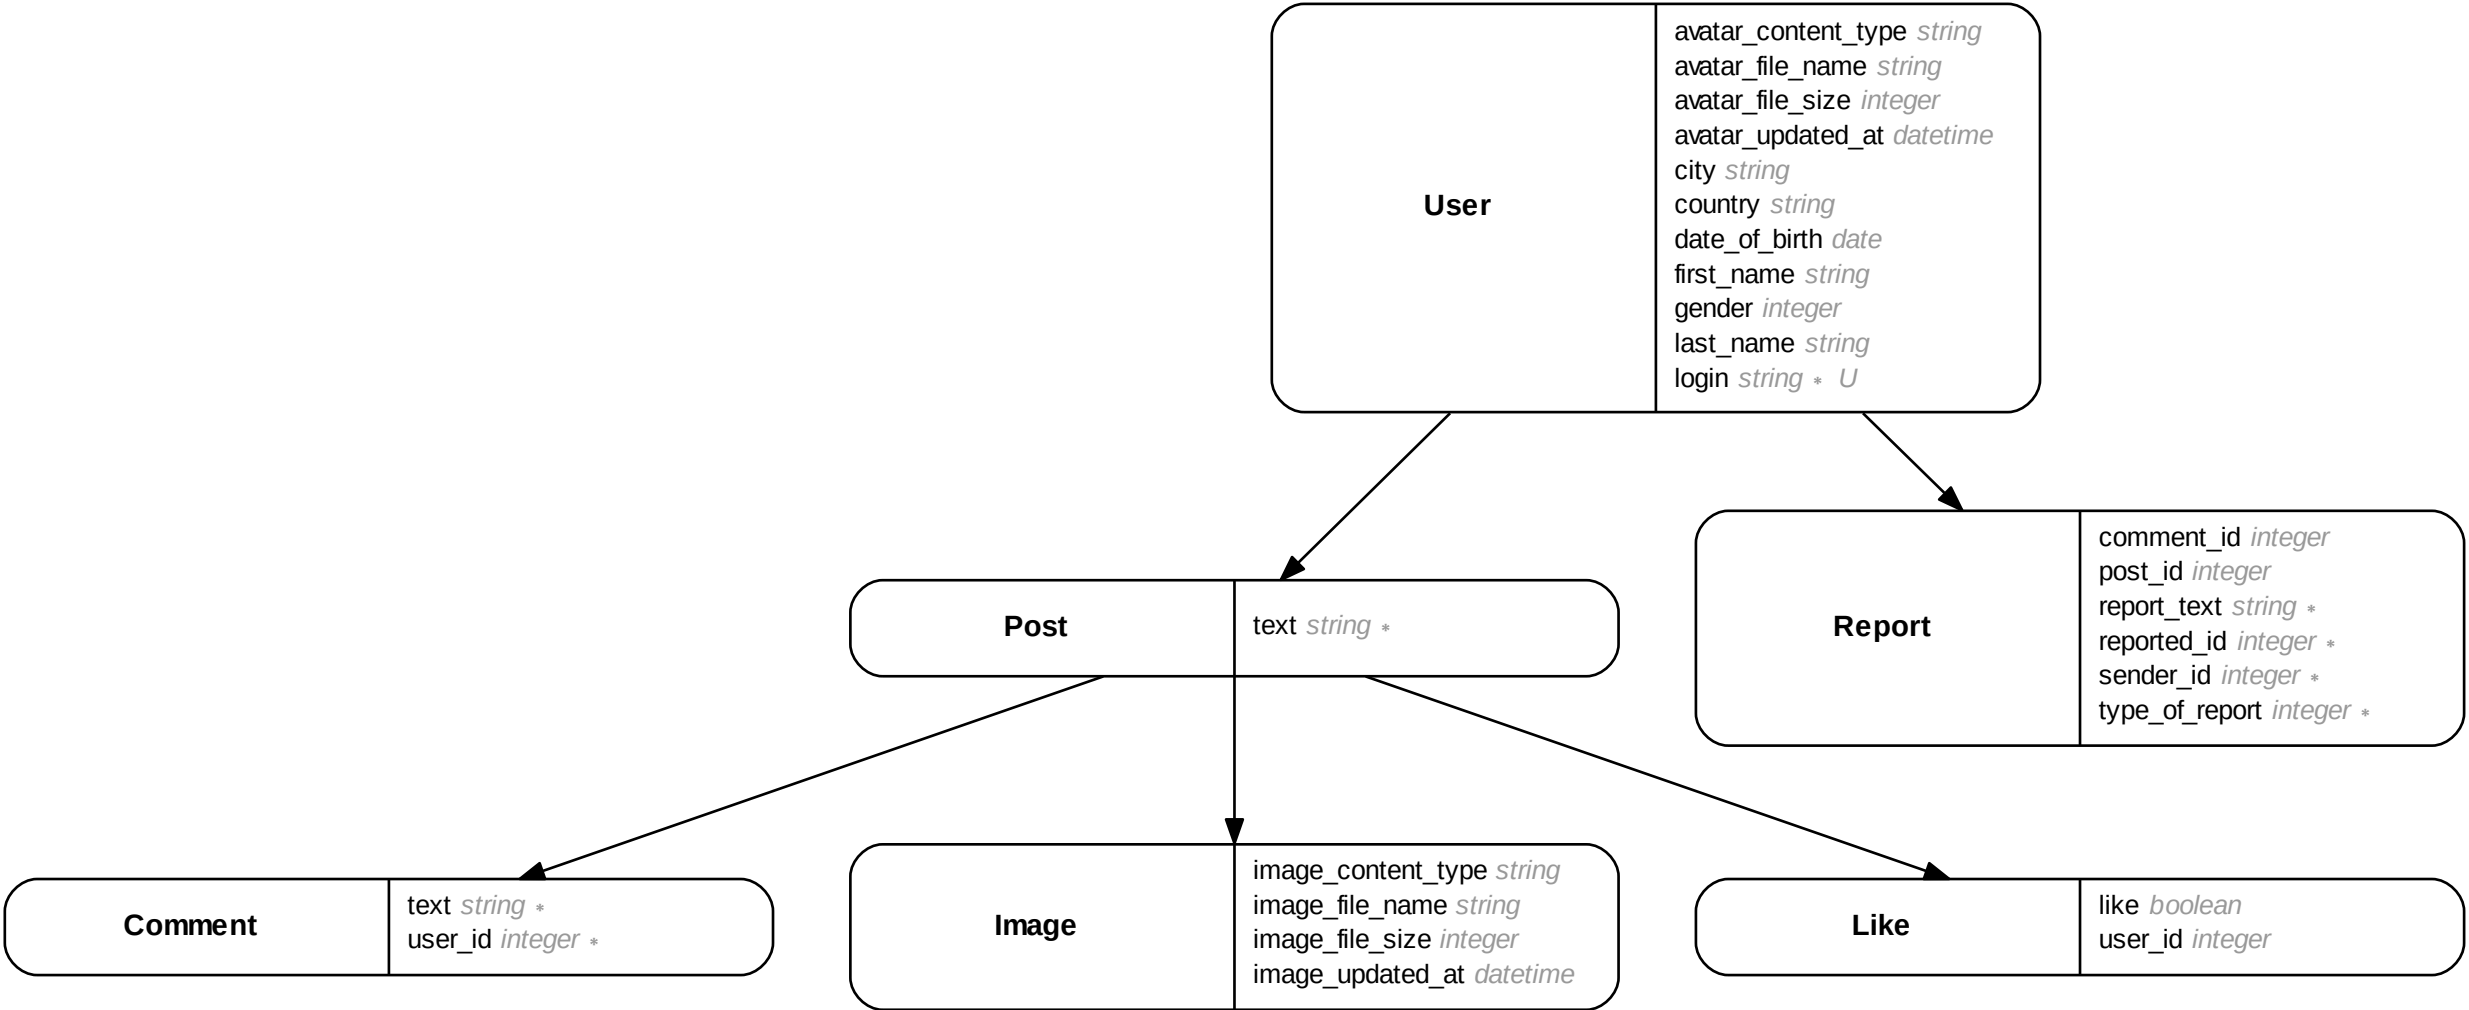 User
avatar_content_type string
avatar_file_name string
avatar_file_size integer
avatar_updated_at datetime
city string
country string
date_of_birth date
first_name string
gender integer
last_name string
login string * U
Post
text string *
Report
comment_id integer
post_id integer
report_text string *
reported_id integer *
sender_id integer *
type_of_report integer *
Comment
text string *
user_id integer *
Image
image_content_type string
image_file_name string
image_file_size integer
image_updated_at datetime
Like
like boolean
user_id integer